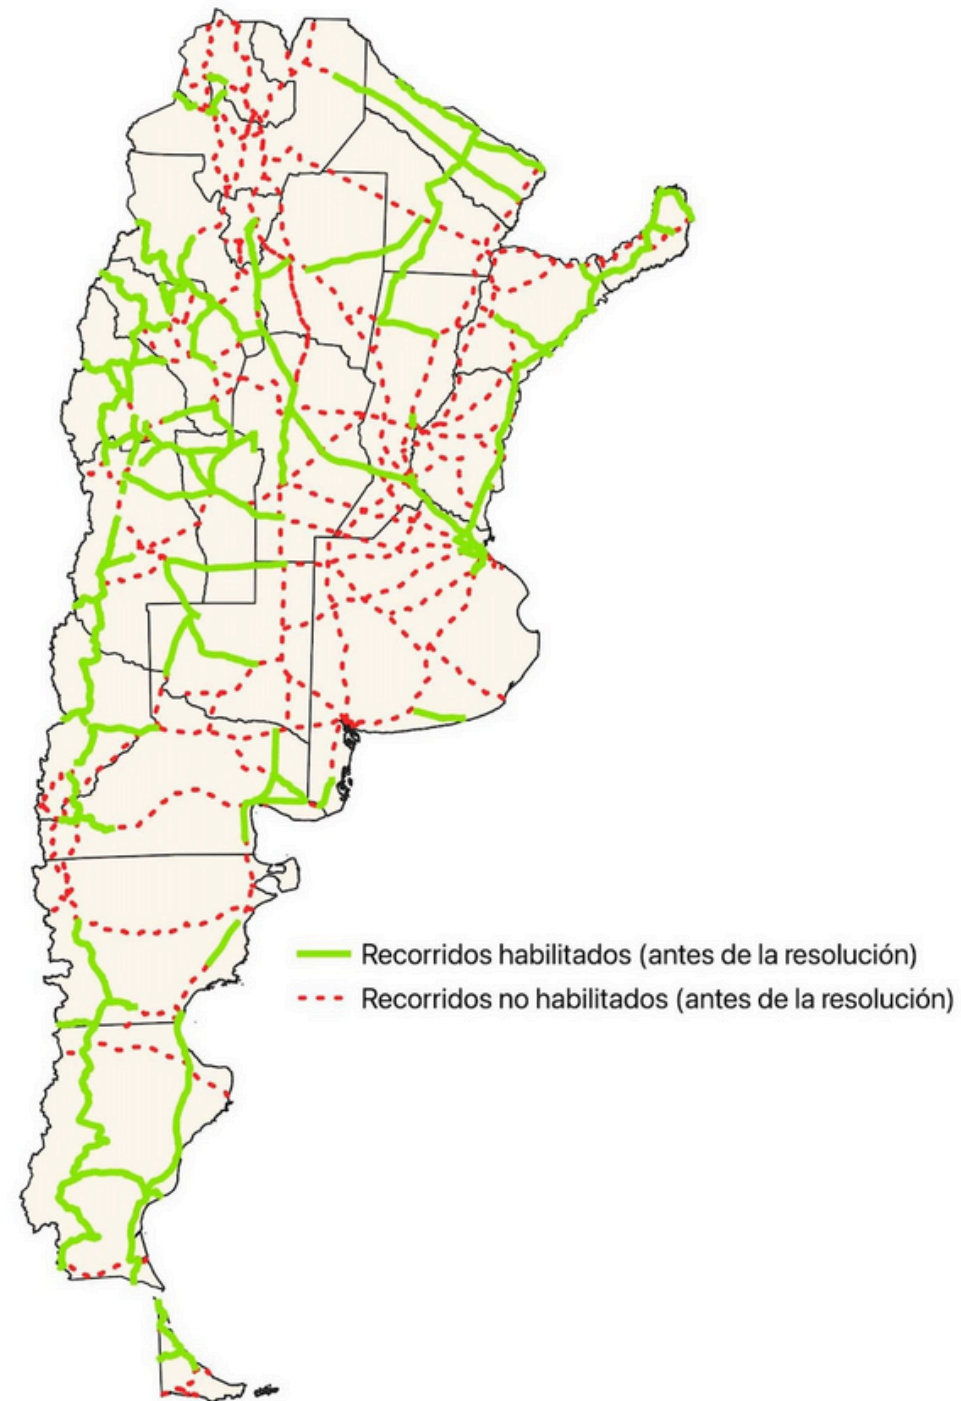 Recorridos habilitados (antes de la resolución)
Recorridos no habilitados (antes de la resolución)